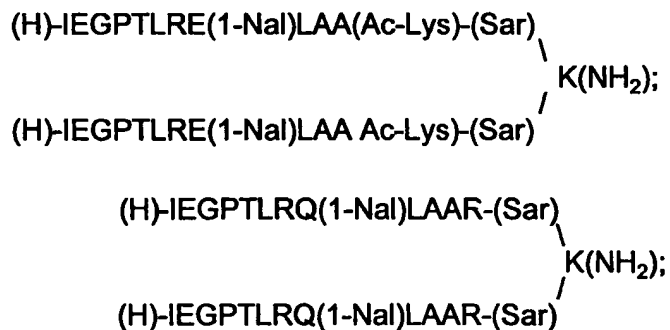 (H)-IEGPTLRE(1-Nal)LAA(Ac-Lys)-(Sar)
K(NH₂);
(H)-IEGPTLRE(1-Nal)LAA Ac-Lys)-(Sar)
(H)-IEGPTLRQ(1-Nal)LAAR-(Sar)
K(NH₂);
(H)-IEGPTLRQ(1-Nal)LAAR-(Sar)